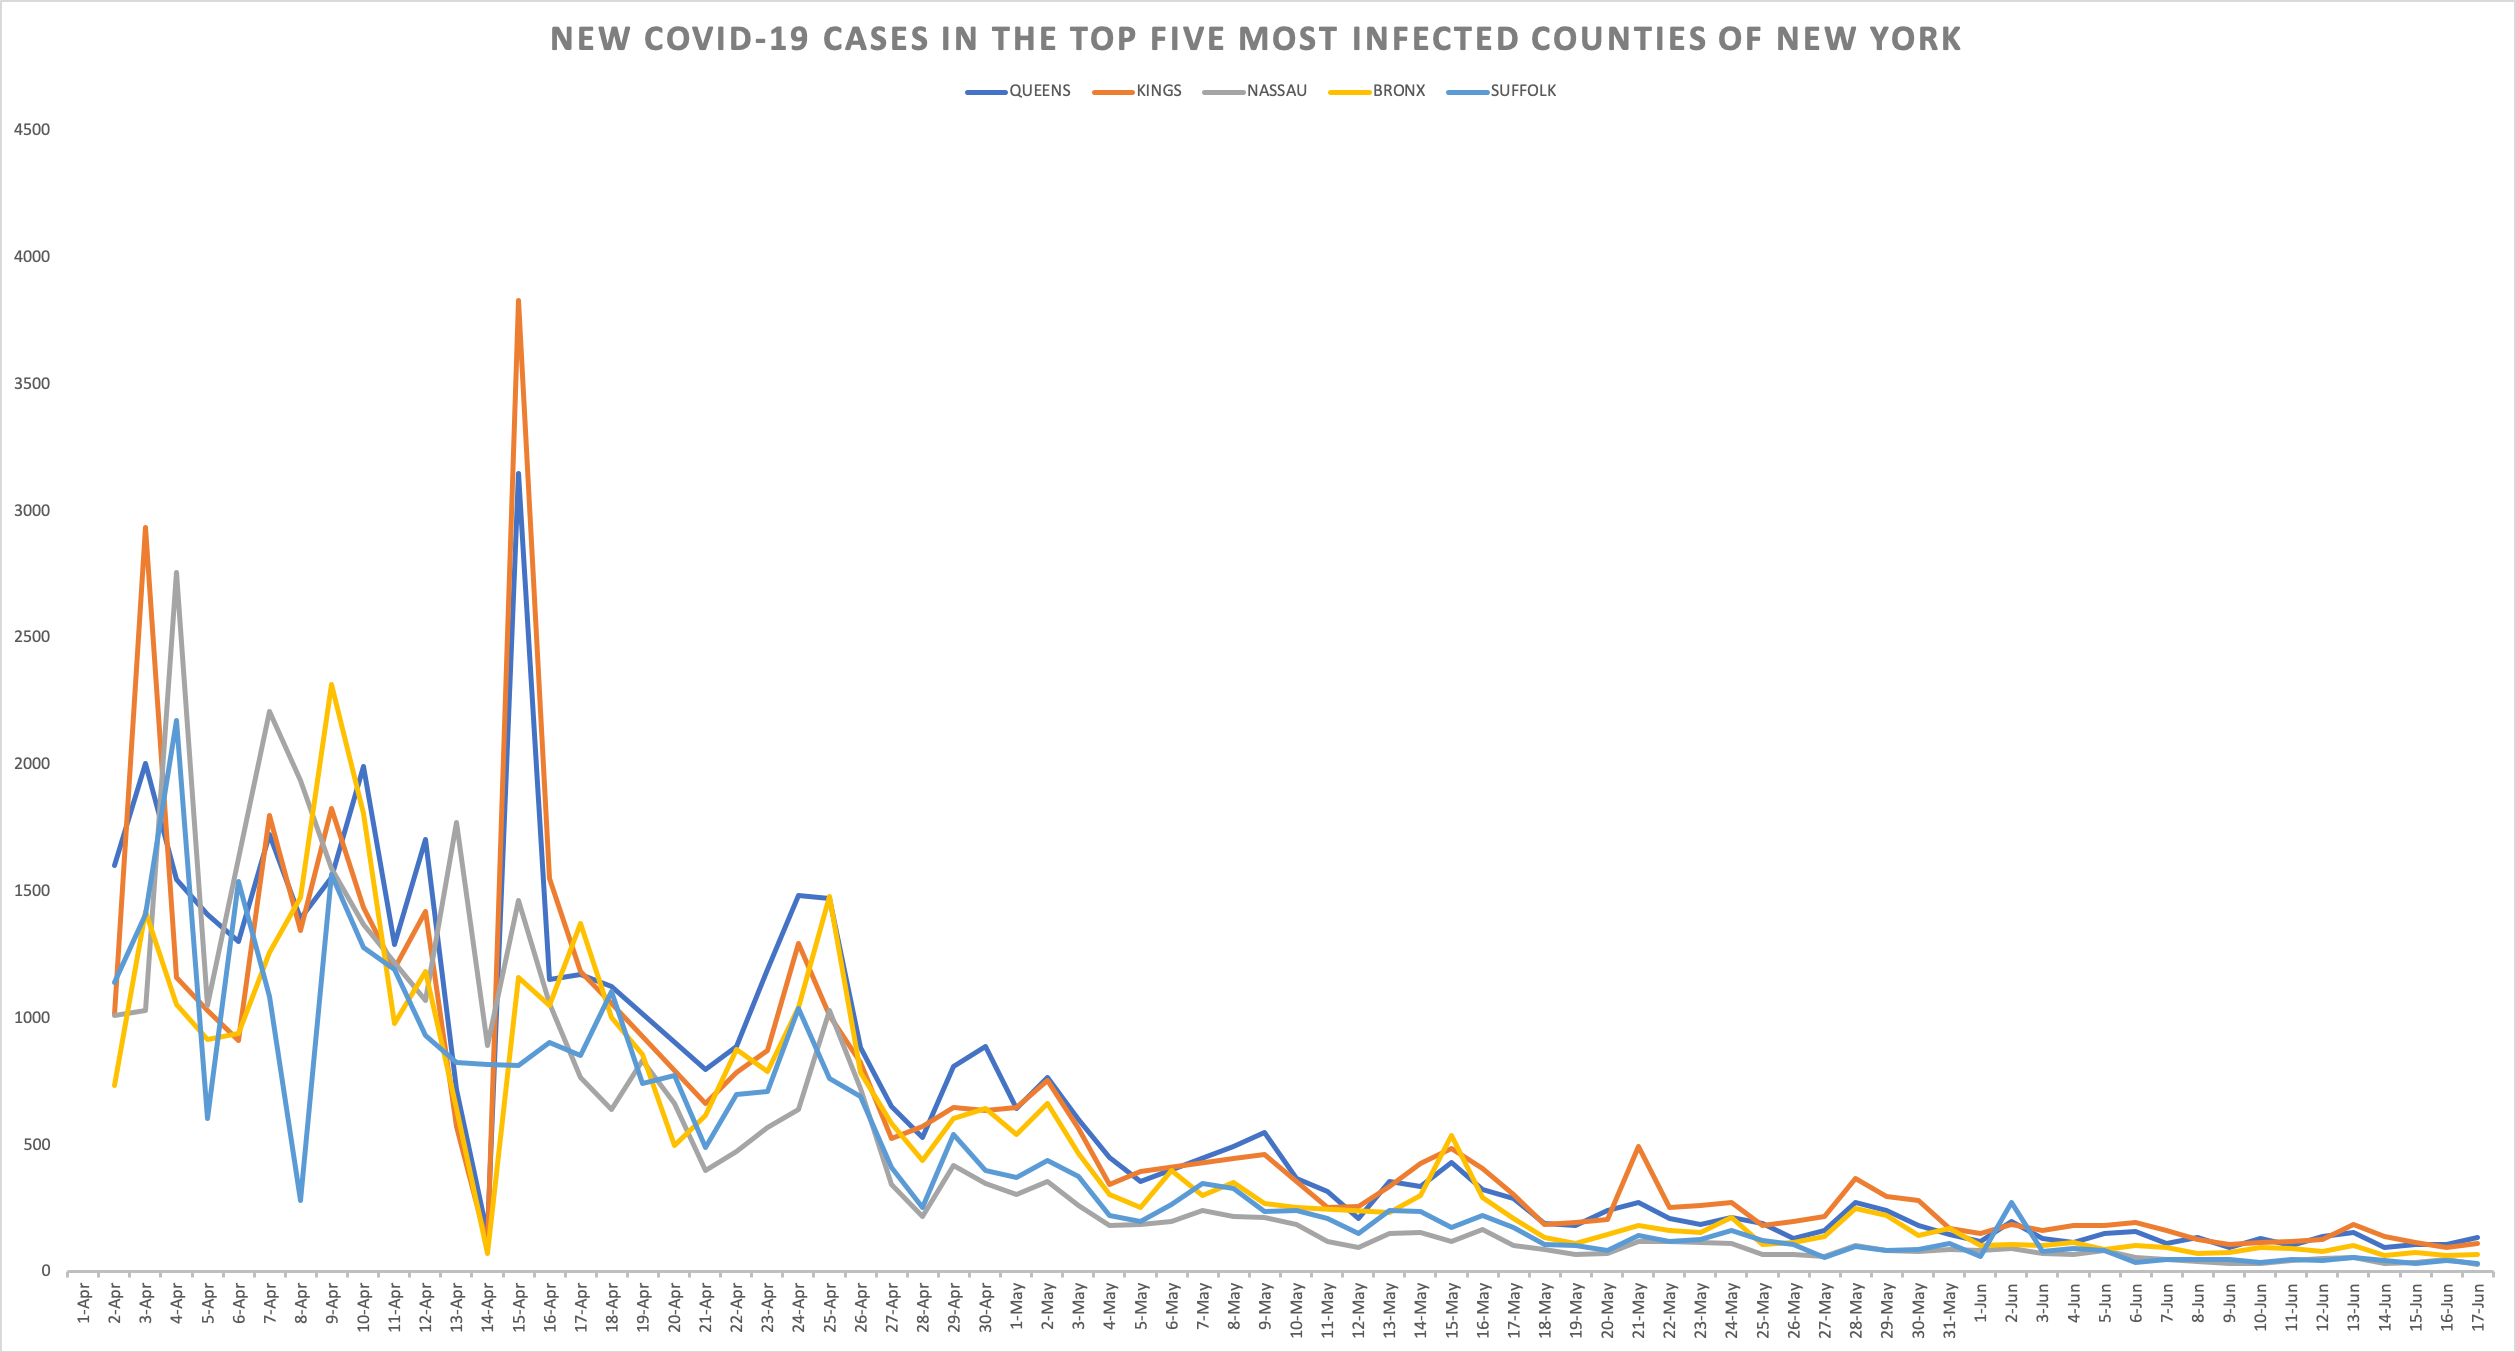 NEW COVID-19 CASES IN THE TOP FIVE MOST INFECTED COUNTIES OF NEW YORK
QUEENS KINGS NASSAU BRONX SUFFOLK
4500
4000
3500
3000
2500
2000
1500
1000
500
0
1-Apr
2-Apr
3-Apr
4-Apr
5-Apr
6-Apr
7-Apr
8-Apr
9-Apr
10-Apr
11-Apr
12-Apr
13-Apr
14-Apr
15-Apr
16-Apr
17-Apr
18-Apr
19-Apr
20-Apr
21-Apr
22-Apr
23-Apr
24-Apr
25-Apr
26-Apr
27-Apr
28-Apr
29-Apr
30-Apr
1-May
2-May
3-May
4-May
5-May
6-May
7-May
8-May
9-May
10-May
11-May
12-May
13-May
14-May
15-May
16-May
17-May
18-May
19-May
20-May
21-May
22-May
23-May
24-May
25-May
26-May
27-May
28-May
29-May
30-May
31-May
1-Jun
2-Jun
3-Jun
4-Jun
5-Jun
6-Jun
7-Jun
8-Jun
9-Jun
10-Jun
11-Jun
12-Jun
13-Jun
14-Jun
15-Jun
16-Jun
17-Jun